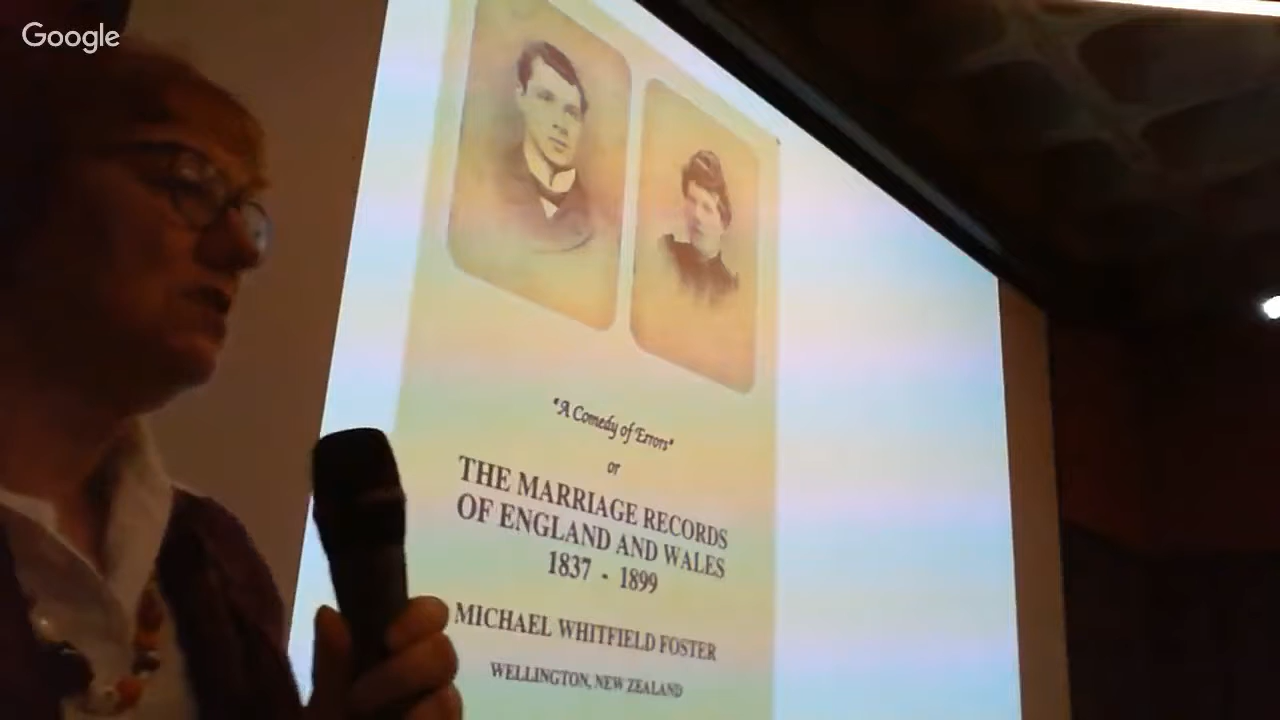 Google
"A Comedy of Errors"
or
THE MARRIAGE RECORDS
OF ENGLAND AND WALES
1837 - 1899
MICHAEL WHITFIELD FOSTER
WELLINGTON, NEW ZEALAND